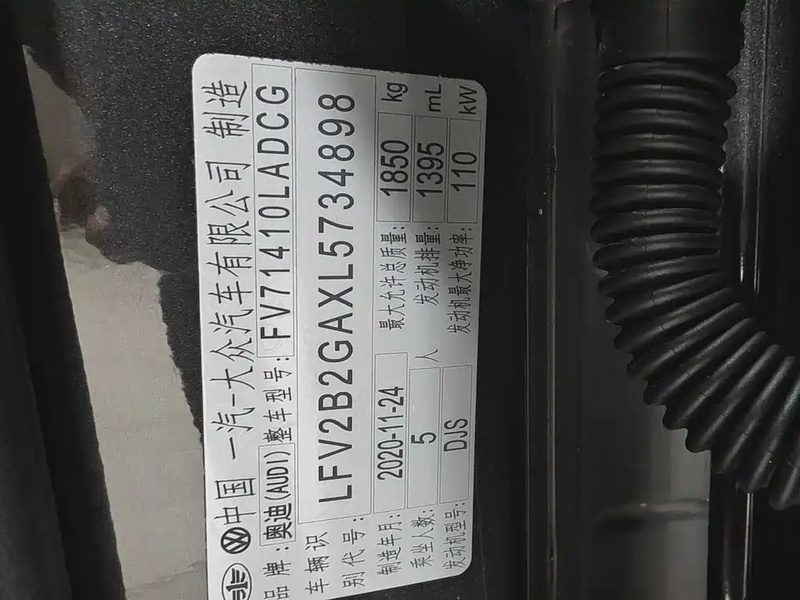 中国 一汽-大众汽车有限公司 制造
品牌:奥迪(AUDI) 整车型号:FV71410LADCG
车辆识别代号:LFV2B2GAXL5734898
制造年月:2020-11-24 最大允许总质量:1850 kg
乘坐人数:5 人 发动机排量:1395 mL
发动机型号:DJS 发动机最大净功率:110 kW